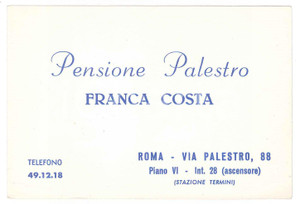 Pensione Palestro
FRANCA COSTA
TELEFONO
49.12.18
ROMA - VIA PALESTRO, 88
Piano VI - Int. 28 (ascensore)
(STAZIONE TERMINI)